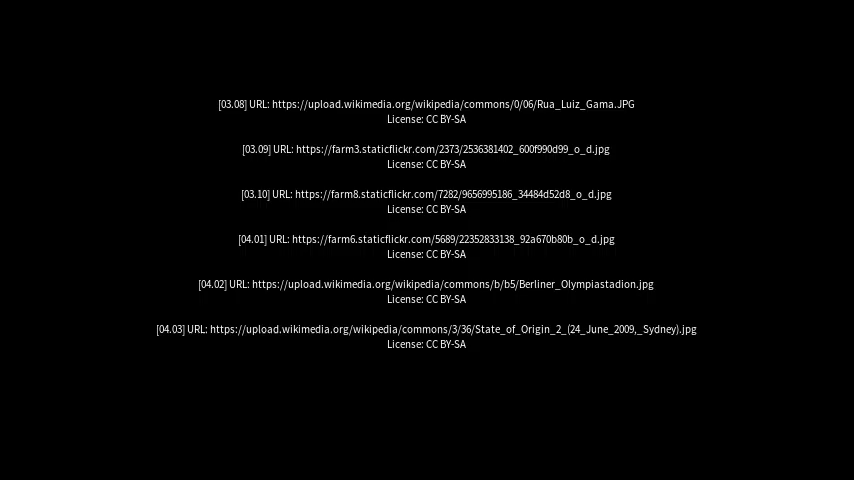 [03.08] URL: https://upload.wikimedia.org/wikipedia/commons/0/06/Rua_Luiz_Gama.JPG
License: CC BY-SA
[03.09] URL: https://farm3.staticflickr.com/2373/2536381402_600f990d99_o_d.jpg
License: CC BY-SA
[03.10] URL: https://farm8.staticflickr.com/7282/9656995186_34484d52d8_o_d.jpg
License: CC BY-SA
[04.01] URL: https://farm6.staticflickr.com/5689/22352833138_92a670b80b_o_d.jpg
License: CC BY-SA
[04.02] URL: https://upload.wikimedia.org/wikipedia/commons/b/b5/Berliner_Olympiastadion.jpg
License: CC BY-SA
[04.03] URL: https://upload.wikimedia.org/wikipedia/commons/3/36/State_of_Origin_2_(24_June_2009,_Sydney).jpg
License: CC BY-SA